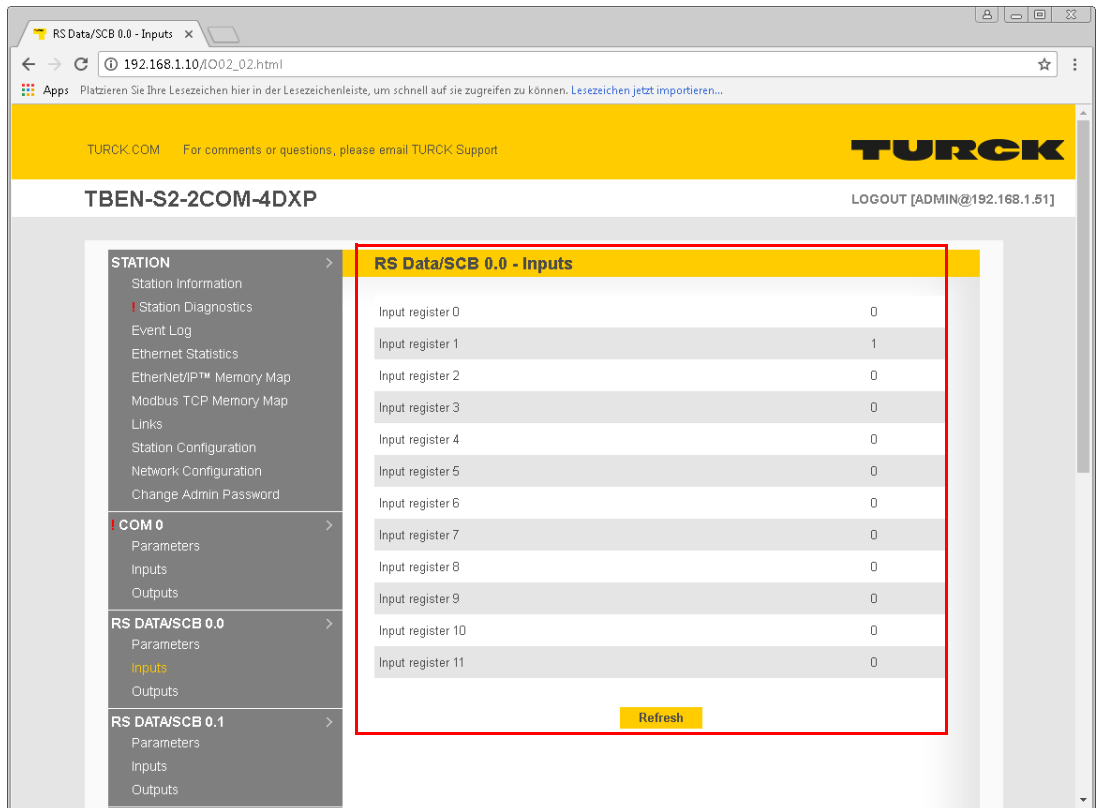 RS Data/SCB 0.0 - Inputs
192.168.1.10/IO02_02.html
Apps Platzieren Sie Ihre Lesezeichen hier in der Lesezeichenleiste, um schnell auf sie zugreifen zu können. Lesezeichen jetzt importieren...
TURCK.COM For comments or questions, please email TURCK Support
TURCK
TBEN-S2-2COM-4DXP
LOGOUT [ADMIN@192.168.1.51]
STATION
Station Information
! Station Diagnostics
Event Log
Ethernet Statistics
EtherNet/IP™ Memory Map
Modbus TCP Memory Map
Links
Station Configuration
Network Configuration
Change Admin Password
! COM 0
Parameters
Inputs
Outputs
RS DATA/SCB 0.0
Parameters
Inputs
Outputs
RS DATA/SCB 0.1
Parameters
Inputs
Outputs
RS Data/SCB 0.0 - Inputs
Input register 0 0
Input register 1 1
Input register 2 0
Input register 3 0
Input register 4 0
Input register 5 0
Input register 6 0
Input register 7 0
Input register 8 0
Input register 9 0
Input register 10 0
Input register 11 0
Refresh